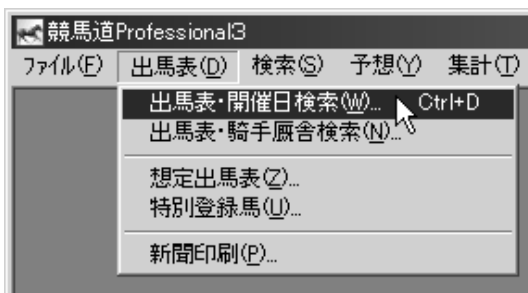 競馬道Professional3
ファイル(F) 出馬表(D) 検索(S) 予想(Y) 集計(T)
出馬表・開催日検索(W)... Ctrl+D
出馬表・騎手厩舎検索(N)...
想定出馬表(Z)...
特別登録馬(U)...
新聞印刷(P)...